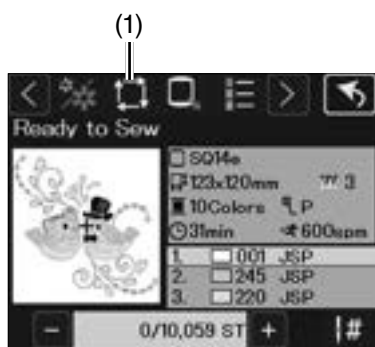 (1)
Ready to Sew
SQ14e
123x120mm 3
10Colors P
31min 600spm
1. 001 JSP
2. 245 JSP
3. 220 JSP
- 0/10,059 ST + #